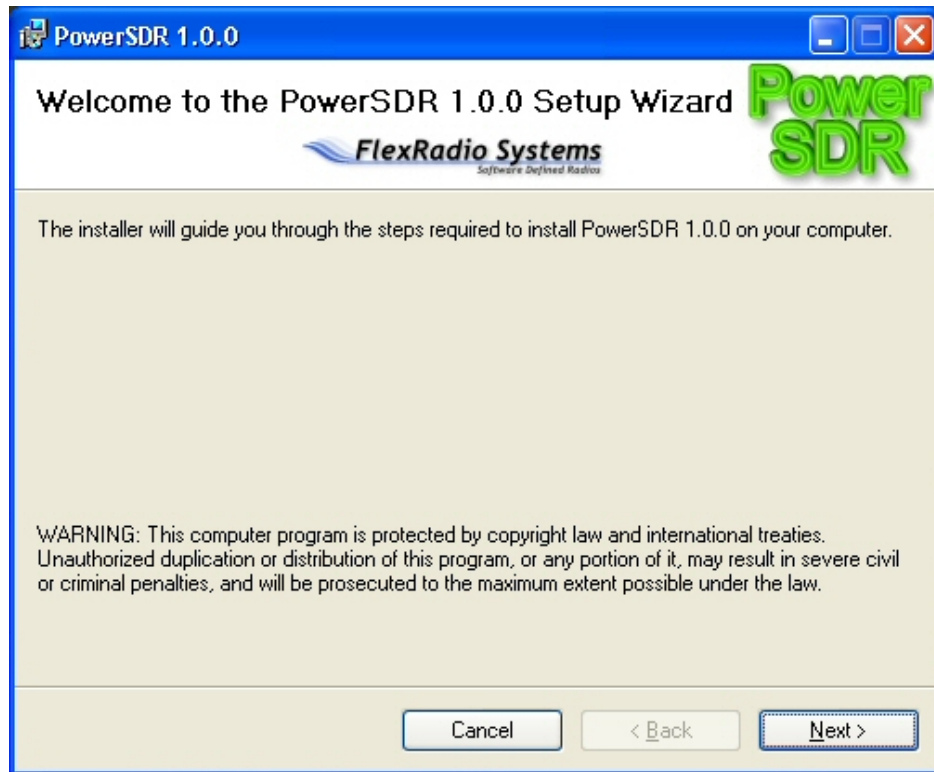 PowerSDR 1.0.0
Welcome to the PowerSDR 1.0.0 Setup Wizard
Power
SDR
FlexRadio Systems
Software Defined Radios
The installer will guide you through the steps required to install PowerSDR 1.0.0 on your computer.
WARNING: This computer program is protected by copyright law and international treaties.
Unauthorized duplication or distribution of this program, or any portion of it, may result in severe civil
or criminal penalties, and will be prosecuted to the maximum extent possible under the law.
Cancel
< Back
Next >